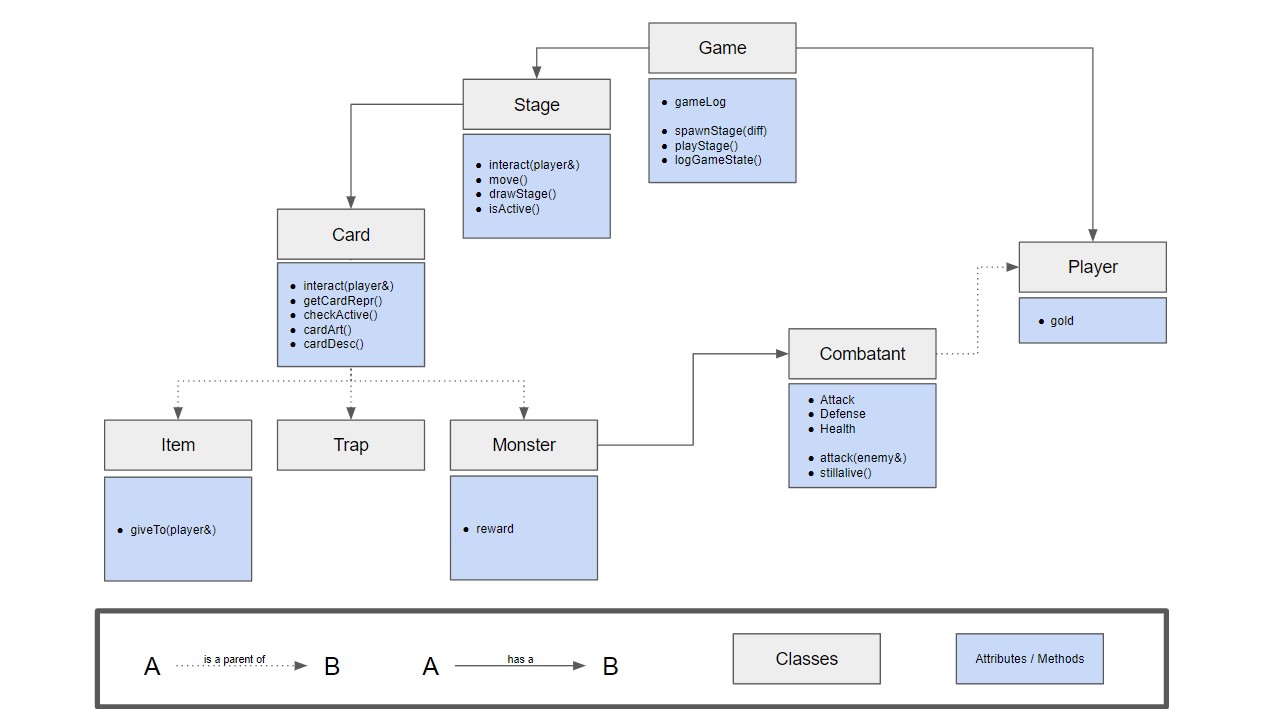 Game
● gameLog
● spawnStage(diff)
● playStage()
● logGameState()
Stage
● interact(player&)
● move()
● drawStage()
● isActive()
Card
● interact(player&)
● getCardRepr()
● checkActive()
● cardArt()
● cardDesc()
Player
● gold
Combatant
● Attack
● Defense
● Health
● attack(enemy&)
● stillalive()
Item
● giveTo(player&)
Trap
Monster
● reward
A is a parent of B
A has a B
Classes
Attributes / Methods